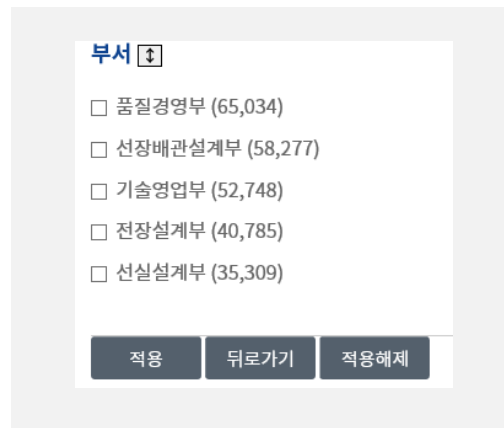 부서
품질경영부 (65,034)
선장배관설계부 (58,277)
기술영업부 (52,748)
전장설계부 (40,785)
선실설계부 (35,309)
적용 뒤로가기 적용해제